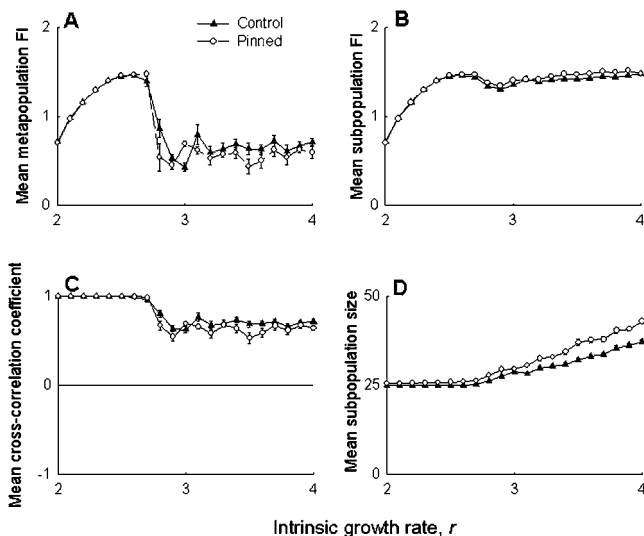 A
Control
Pinned
Mean metapopulation FI
2
1
0
2
3
4
B
Mean subpopulation FI
2
1
0
2
3
4
C
Mean cross-correlation coefficient
1
0
-1
2
3
4
D
Mean subpopulation size
50
25
0
2
3
4
Intrinsic growth rate, r